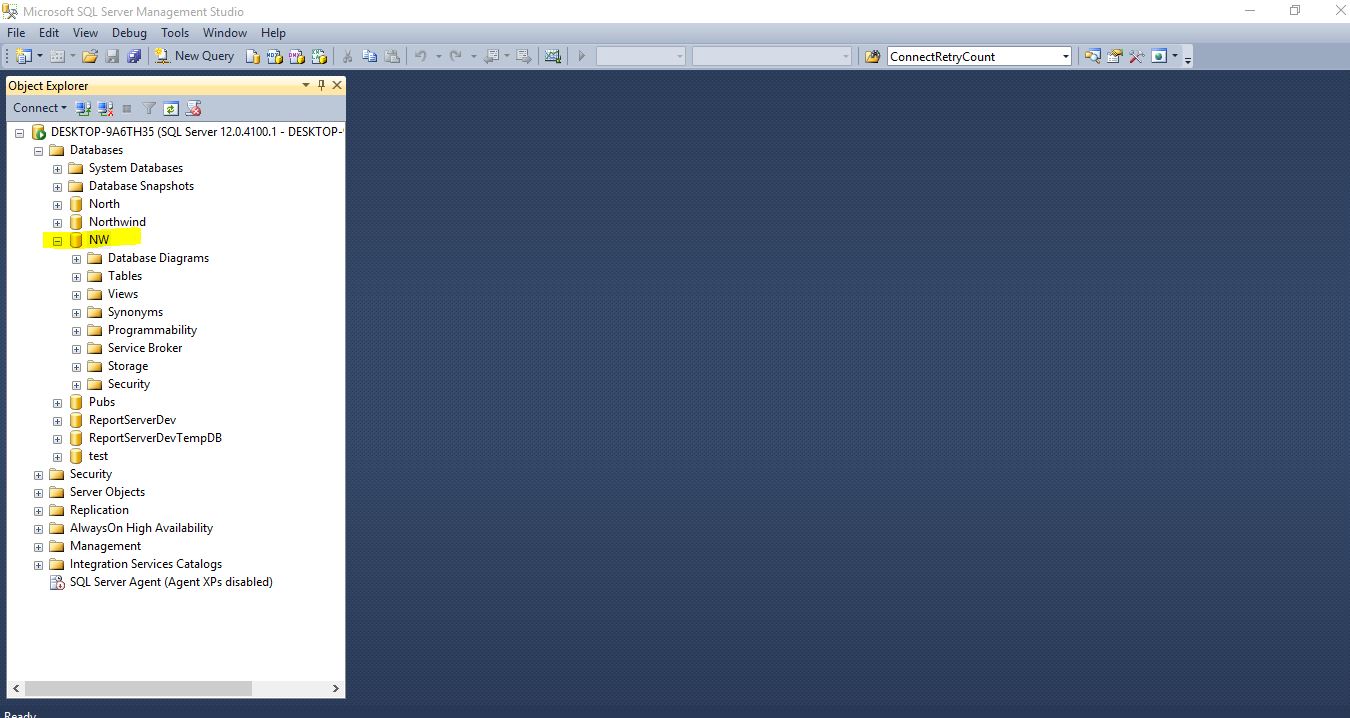 Microsoft SQL Server Management Studio
File Edit View Debug Tools Window Help
New Query ConnectRetryCount
Object Explorer
Connect
DESKTOP-9A6TH35 (SQL Server 12.0.4100.1 - DESKTOP-
Databases
System Databases
Database Snapshots
North
Northwind
NW
Database Diagrams
Tables
Views
Synonyms
Programmability
Service Broker
Storage
Security
Pubs
ReportServerDev
ReportServerDevTempDB
test
Security
Server Objects
Replication
AlwaysOn High Availability
Management
Integration Services Catalogs
SQL Server Agent (Agent XPs disabled)
Ready